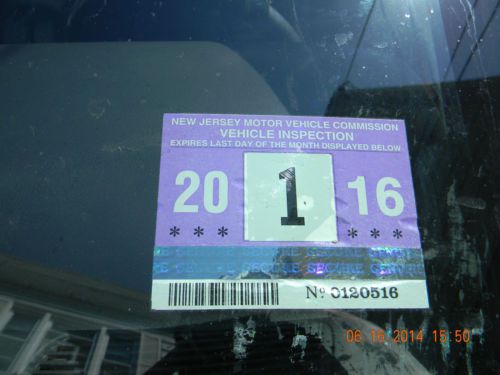 NEW JERSEY MOTOR VEHICLE COMMISSION
VEHICLE INSPECTION
EXPIRES LAST DAY OF THE MONTH DISPLAYED BELOW
20 1 16
*** ***
Nº 0120516
06 16 2014 15 50